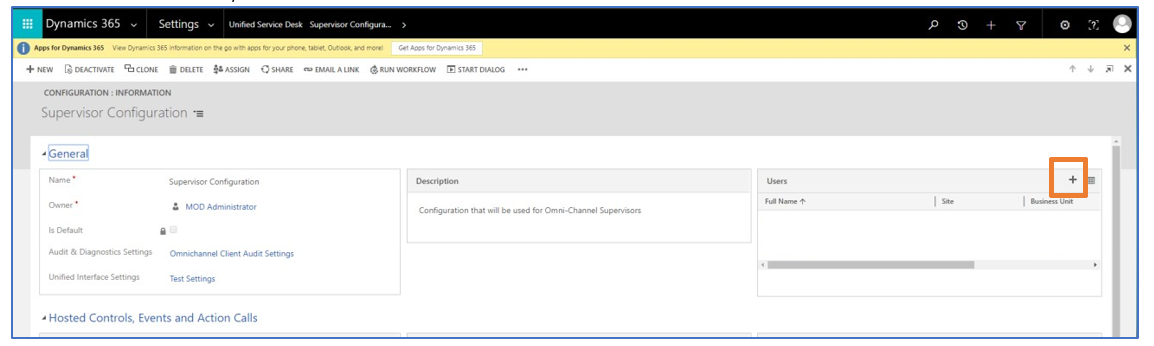 Dynamics 365 Settings Unified Service Desk Supervisor Configura...
Apps for Dynamics 365 View Dynamics 365 information on the go with apps for your phone, tablet, Outlook, and more! Get Apps for Dynamics 365
NEW DEACTIVATE CLONE DELETE ASSIGN SHARE EMAIL A LINK RUN WORKFLOW START DIALOG ...
CONFIGURATION : INFORMATION
Supervisor Configuration
General
Name * Supervisor Configuration
Owner * MOD Administrator
Is Default
Audit & Diagnostics Settings Omnichannel Client Audit Settings
Unified Interface Settings Test Settings
Description
Configuration that will be used for Omni-Channel Supervisors
Users
Full Name ↑ Site Business Unit
Hosted Controls, Events and Action Calls